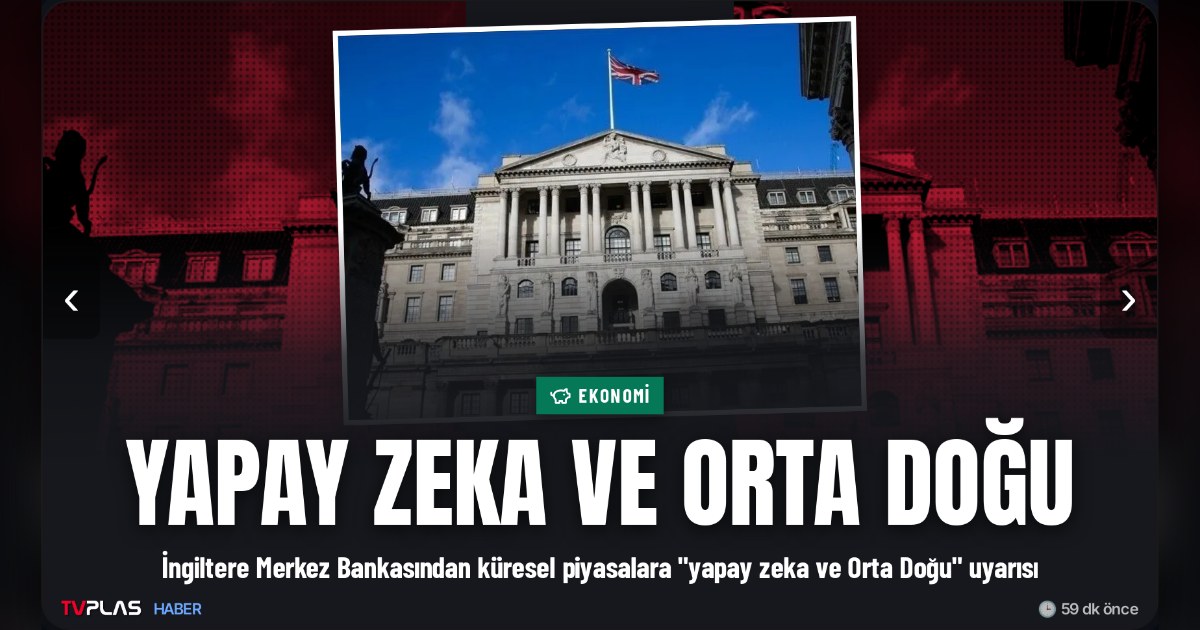 EKONOMİ
YAPAY ZEKA VE ORTA DOĞU
İngiltere Merkez Bankasından küresel piyasalara "yapay zeka ve Orta Doğu" uyarısı
TVPLAS HABER
59 dk önce